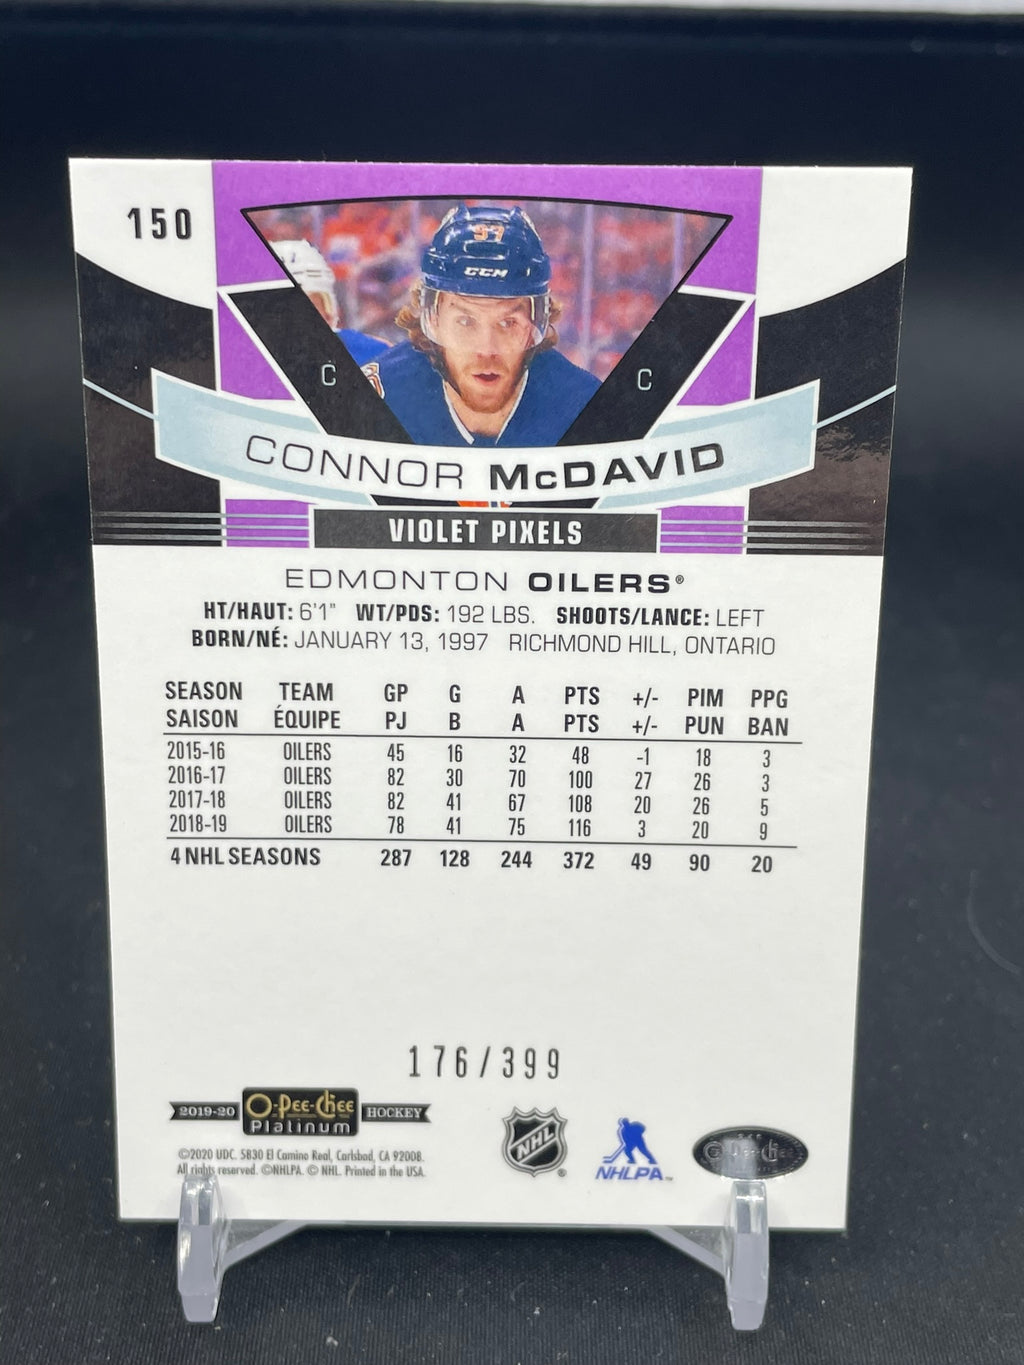 150
97
CCM
C
C
CONNOR McDAVID
VIOLET PIXELS
EDMONTON OILERS®
HT/HAUT: 6'1" WT/PDS: 192 LBS. SHOOTS/LANCE: LEFT
BORN/NÉ: JANUARY 13, 1997 RICHMOND HILL, ONTARIO
SEASON TEAM GP G A PTS +/- PIM PPG
SAISON ÉQUIPE PJ B A PTS +/- PUN BAN
2015-16 OILERS 45 16 32 48 -1 18 3
2016-17 OILERS 82 30 70 100 27 26 3
2017-18 OILERS 82 41 67 108 20 26 5
2018-19 OILERS 78 41 75 116 3 20 9
4 NHL SEASONS 287 128 244 372 49 90 20
176/399
2019-20 O-PEE-CHEE HOCKEY
Platinum
©2020 UDC. 5830 El Camino Real, Carlsbad, CA 92008.
All rights reserved. ©NHLPA. © NHL. Printed in the USA.
NHL ®
NHLPA™
O-Pee-Chee